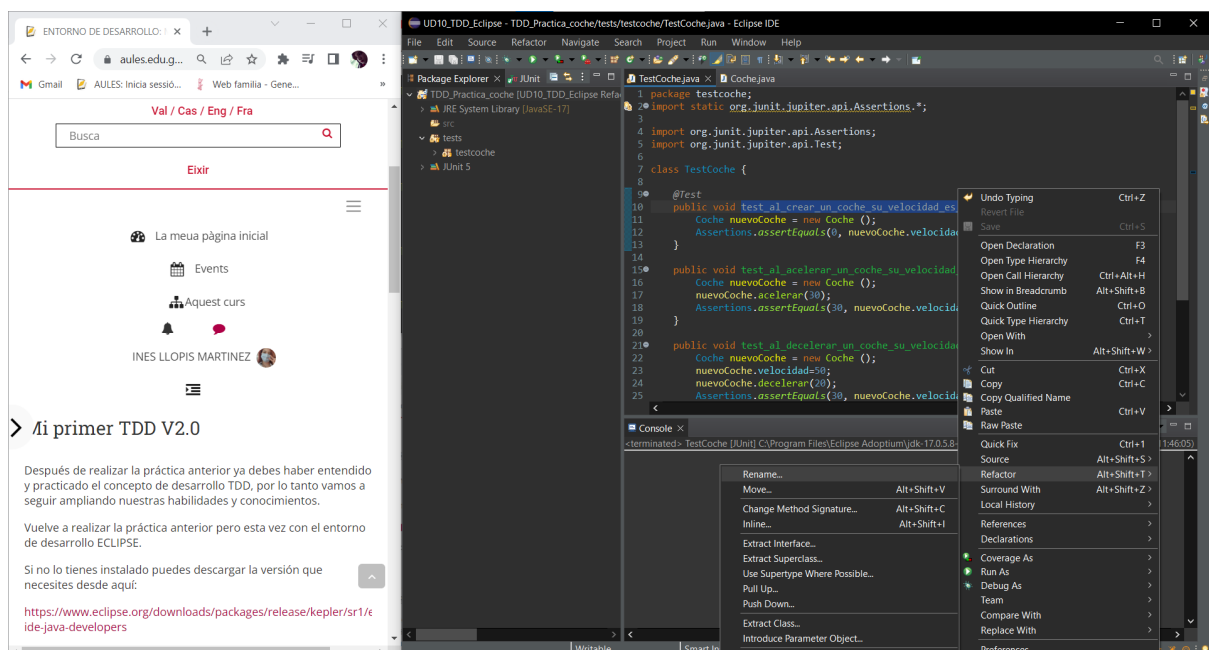 ENTORNO DE DESARROLLO:
aules.edu.g...
Gmail
AULES: Inicia sessió...
Web familia - Gene...
»
Val / Cas / Eng / Fra
Busca
Eixir
La meua pàgina inicial
Events
Aquest curs
INES LLOPIS MARTINEZ
Mi primer TDD V2.0
Después de realizar la práctica anterior ya debes haber entendido
y practicado el concepto de desarrollo TDD, por lo tanto vamos a
seguir ampliando nuestras habilidades y conocimientos.
Vuelve a realizar la práctica anterior pero esta vez con el entorno
de desarrollo ECLIPSE.
Si no lo tienes instalado puedes descargar la versión que
necesites desde aquí:
https://www.eclipse.org/downloads/packages/release/kepler/sr1/e
ide-java-developers
UD10_TDD_Eclipse - TDD_Practica_coche/tests/testcoche/TestCoche.java - Eclipse IDE
File Edit Source Refactor Navigate Search Project Run Window Help
Package Explorer
JUnit
TDD_Practica_coche [UD10_TDD_Eclipse Refa
JRE System Library [JavaSE-17]
src
tests
testcoche
JUnit 5
TestCoche.java
Coche.java
1 package testcoche;
2 import static org.junit.jupiter.api.Assertions.*;
3
4 import org.junit.jupiter.api.Assertions;
5 import org.junit.jupiter.api.Test;
6
7 class TestCoche {
8
9 @Test
10 public void test_al_crear_un_coche_su_velocidad_es_
11 Coche nuevoCoche = new Coche ();
12 Assertions.assertEquals(0, nuevoCoche.velocida
13 }
14
15 public void test_al_acelerar_un_coche_su_velocidad_
16 Coche nuevoCoche = new Coche ();
17 nuevoCoche.acelerar(30);
18 Assertions.assertEquals(30, nuevoCoche.velocida
19 }
20
21 public void test_al_decelerar_un_coche_su_velocidad
22 Coche nuevoCoche = new Coche ();
23 nuevoCoche.velocidad=50;
24 nuevoCoche.decelerar(20);
25 Assertions.assertEquals(30, nuevoCoche.velocida
Console
<terminated> TestCoche [JUnit] C:\Program Files\Eclipse Adoptium\jdk-17.0.5.8-
1:46:05)
Undo Typing Ctrl+Z
Revert File
Save Ctrl+S
Open Declaration F3
Open Type Hierarchy F4
Open Call Hierarchy Ctrl+Alt+H
Show in Breadcrumb Alt+Shift+B
Quick Outline Ctrl+O
Quick Type Hierarchy Ctrl+T
Open With
Show In Alt+Shift+W
Cut Ctrl+X
Copy Ctrl+C
Copy Qualified Name
Paste Ctrl+V
Raw Paste
Quick Fix Ctrl+1
Source Alt+Shift+S
Refactor Alt+Shift+T
Surround With Alt+Shift+Z
Local History
References
Declarations
Coverage As
Run As
Debug As
Team
Compare With
Replace With
Preferences
Rename...
Move... Alt+Shift+V
Change Method Signature... Alt+Shift+C
Inline... Alt+Shift+I
Extract Interface...
Extract Superclass...
Use Supertype Where Possible...
Pull Up...
Push Down...
Extract Class...
Introduce Parameter Object...
Writable
Smart In